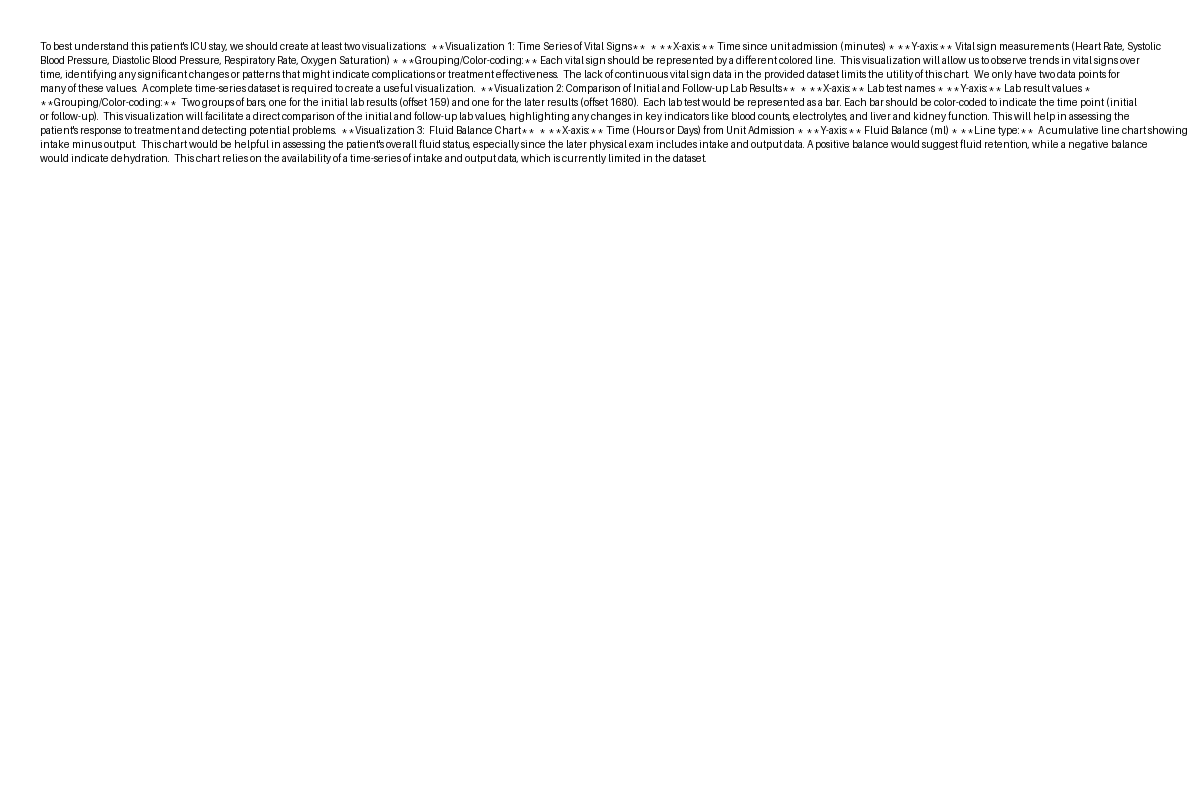 To best understand this patient's ICU stay, we should create at least two visualizations:  **Visualization 1: Time Series of Vital Signs**  * **X-axis:** Time since unit admission (minutes) * **Y-axis:** Vital sign measurements (Heart Rate, Systolic
Blood Pressure, Diastolic Blood Pressure, Respiratory Rate, Oxygen Saturation) * **Grouping/Color-coding:** Each vital sign should be represented by a different colored line.  This visualization will allow us to observe trends in vital signs over
time, identifying any significant changes or patterns that might indicate complications or treatment effectiveness.  The lack of continuous vital sign data in the provided dataset limits the utility of this chart.  We only have two data points for
many of these values.  A complete time-series dataset is required to create a useful visualization.  **Visualization 2: Comparison of Initial and Follow-up Lab Results**  * **X-axis:** Lab test names * **Y-axis:** Lab result values *
**Grouping/Color-coding:**  Two groups of bars, one for the initial lab results (offset 159) and one for the later results (offset 1680).  Each lab test would be represented as a bar. Each bar should be color-coded to indicate the time point (initial
or follow-up).  This visualization will facilitate a direct comparison of the initial and follow-up lab values, highlighting any changes in key indicators like blood counts, electrolytes, and liver and kidney function. This will help in assessing the
patient's response to treatment and detecting potential problems.  **Visualization 3:  Fluid Balance Chart**  * **X-axis:** Time (Hours or Days) from Unit Admission * **Y-axis:** Fluid Balance (ml) * **Line type:**  A cumulative line chart showing
intake minus output.  This chart would be helpful in assessing the patient's overall fluid status, especially since the later physical exam includes intake and output data. A positive balance would suggest fluid retention, while a negative balance
would indicate dehydration.  This chart relies on the availability of a time-series of intake and output data, which is currently limited in the dataset.